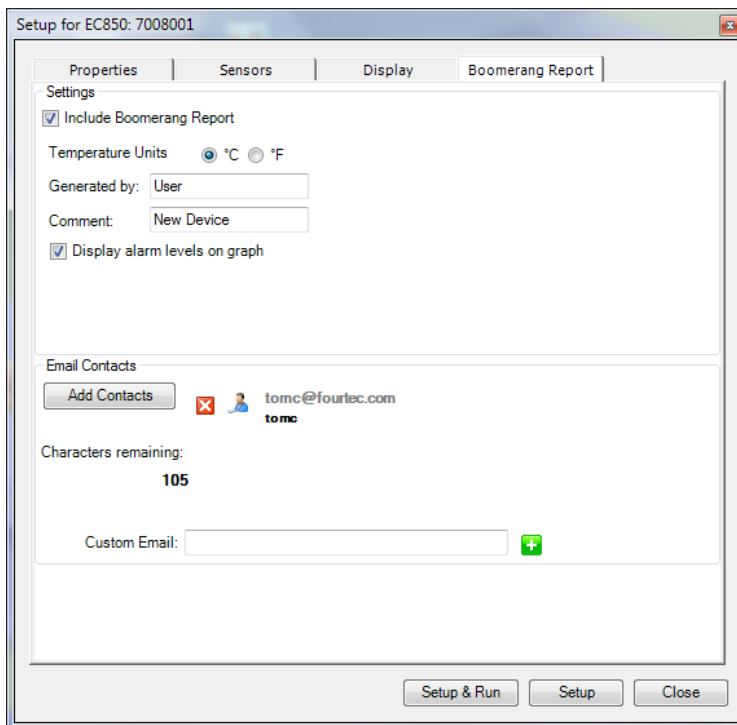 Setup for EC850: 7008001
Properties Sensors Display Boomerang Report
Settings
Include Boomerang Report
Temperature Units °C °F
Generated by: User
Comment: New Device
Display alarm levels on graph
Email Contacts
Add Contacts tomc@fourtec.com
tomc
Characters remaining:
105
Custom Email:
Setup & Run Setup Close